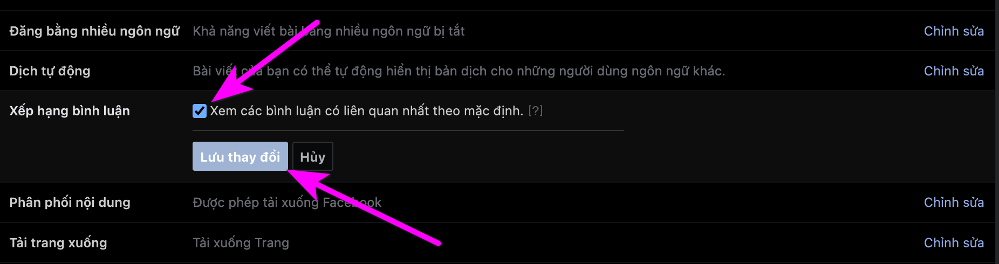 Đăng bằng nhiều ngôn ngữ Khả năng viết bài bằng nhiều ngôn ngữ bị tắt Chỉnh sửa
Dịch tự động Bài viết của bạn có thể tự động hiển thị bản dịch cho những người dùng ngôn ngữ khác. Chỉnh sửa
Xếp hạng bình luận Xem các bình luận có liên quan nhất theo mặc định. [?]
Lưu thay đổi Hủy
Phân phối nội dung Được phép tải xuống Facebook Chỉnh sửa
Tải trang xuống Tải xuống Trang Chỉnh sửa